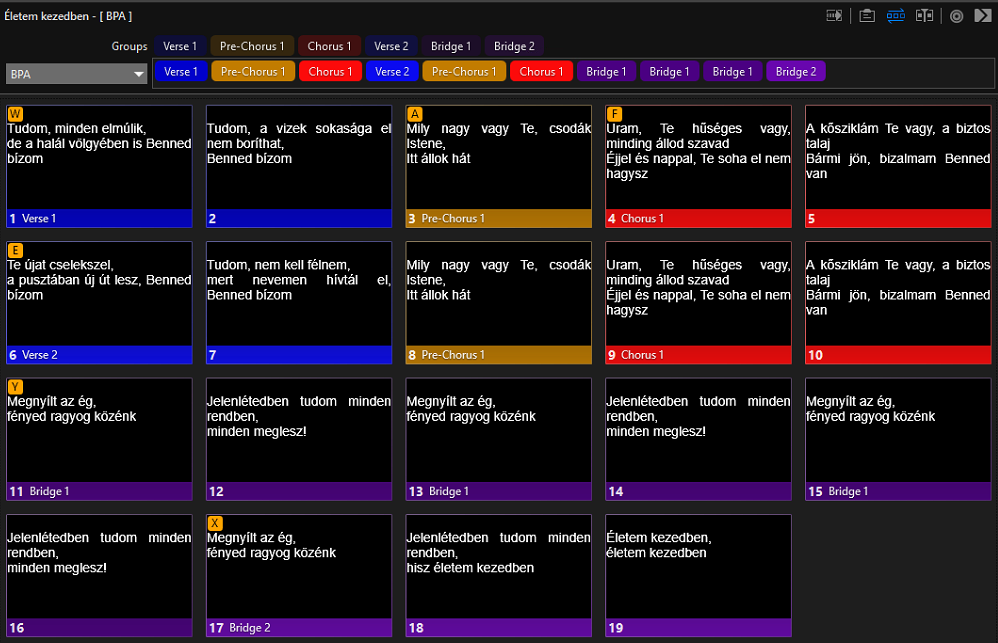 Életem kezedben - [ BPA ]
Groups Verse 1 Pre-Chorus 1 Chorus 1 Verse 2 Bridge 1 Bridge 2
BPA
Verse 1 Pre-Chorus 1 Chorus 1 Verse 2 Pre-Chorus 1 Chorus 1 Bridge 1 Bridge 1 Bridge 1 Bridge 2
W
Tudom, minden elmúlik,
de a halál völgyében is Benned
bízom
1 Verse 1
Tudom, a vizek sokasága el
nem boríthat,
Benned bízom
2
A
Mily nagy vagy Te, csodák
Istene,
Itt állok hát
3 Pre-Chorus 1
F
Uram, Te hűséges vagy,
minding állod szavad
Éjjel és nappal, Te soha el nem
hagysz
4 Chorus 1
A kősziklám Te vagy, a biztos
talaj
Bármi jön, bizalmam Benned
van
5
E
Te újat cselekszel,
a pusztában új út lesz, Benned
bízom
6 Verse 2
Tudom, nem kell félnem,
mert nevemen hívtál el,
Benned bízom
7
Mily nagy vagy Te, csodák
Istene,
Itt állok hát
8 Pre-Chorus 1
Uram, Te hűséges vagy,
minding állod szavad
Éjjel és nappal, Te soha el nem
hagysz
9 Chorus 1
A kősziklám Te vagy, a biztos
talaj
Bármi jön, bizalmam Benned
van
10
Y
Megnyílt az ég,
fényed ragyog közénk
11 Bridge 1
Jelenlétedben tudom minden
rendben,
minden meglesz!
12
Megnyílt az ég,
fényed ragyog közénk
13 Bridge 1
Jelenlétedben tudom minden
rendben,
minden meglesz!
14
Megnyílt az ég,
fényed ragyog közénk
15 Bridge 1
Jelenlétedben tudom minden
rendben,
minden meglesz!
16
X
Megnyílt az ég,
fényed ragyog közénk
17 Bridge 2
Jelenlétedben tudom minden
rendben,
hisz életem kezedben
18
Életem kezedben,
életem kezedben
19